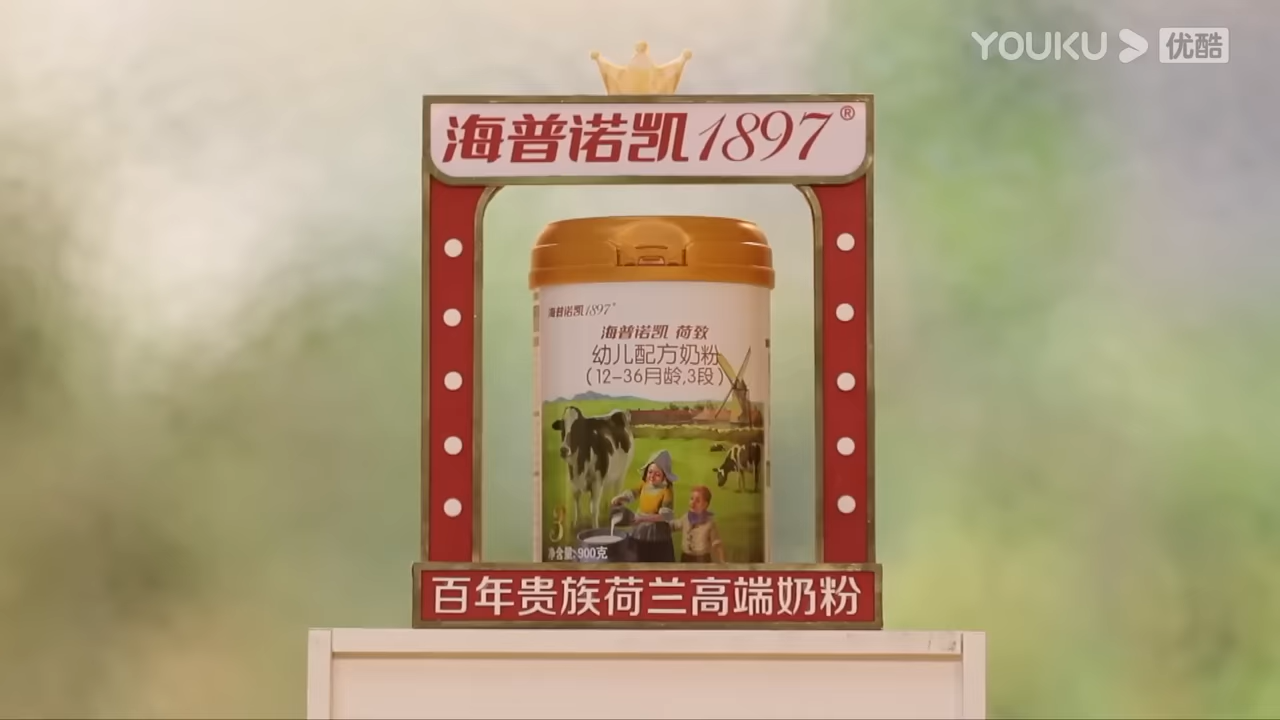 YOUKU 优酷
海普诺凯1897®
海普诺凯1897®
海普诺凯 荷致
幼儿配方奶粉
(12-36月龄,3段)
3
净含量:900克
百年贵族荷兰高端奶粉